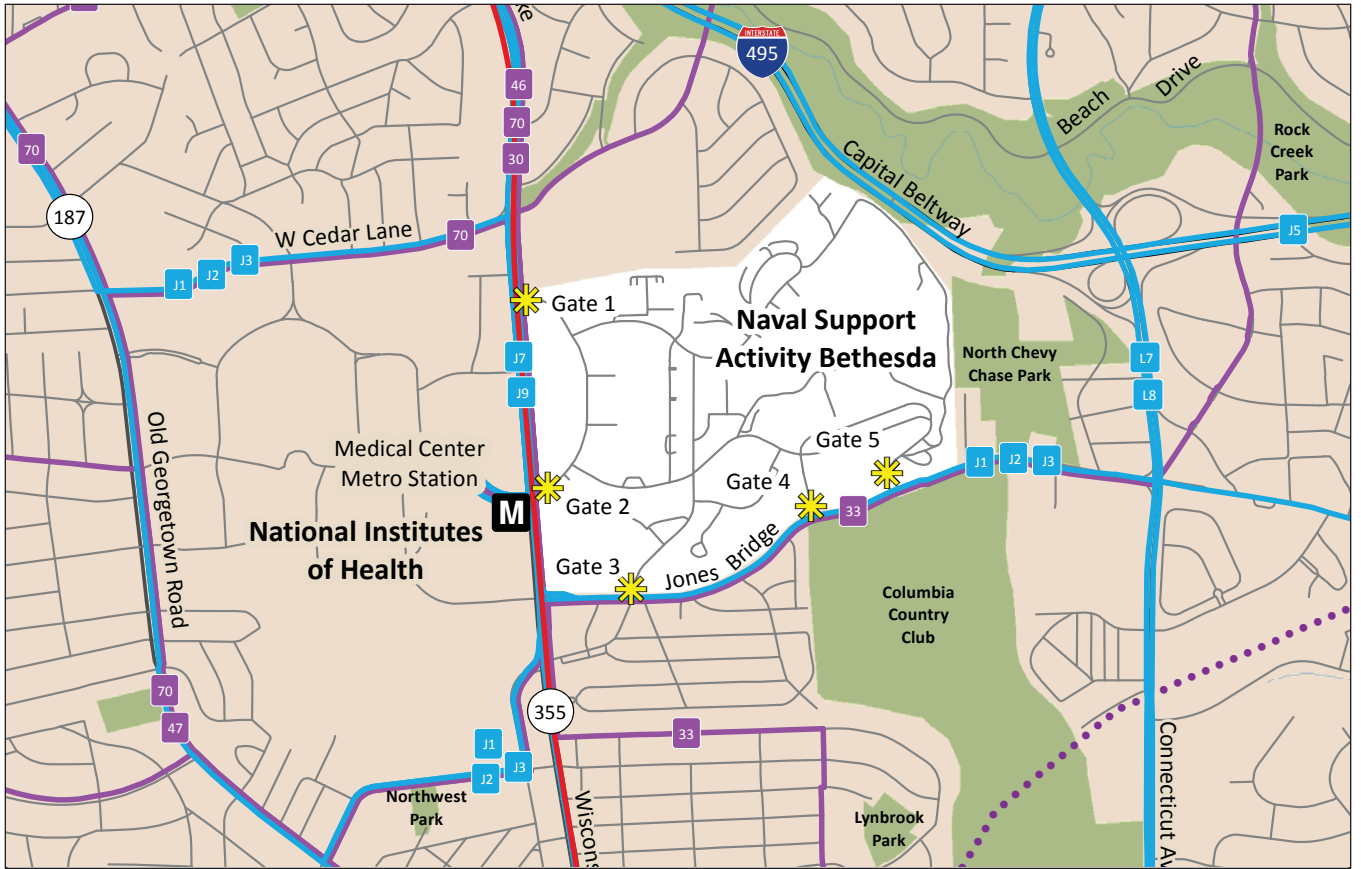 ke
INTERSTATE
495
46
70
30
70
187
W Cedar Lane
70
J1
J2
J3
Beach Drive
Rock
Creek
Park
Capital Beltway
J5
Gate 1
Naval Support
Activity Bethesda
J7
J9
North Chevy
Chase Park
L7
L8
Old Georgetown Road
Medical Center
Metro Station
M
Gate 2
National Institutes
of Health
Gate 5
Gate 4
33
J1
J2
J3
Gate 3
Jones Bridge
Columbia
Country
Club
70
47
355
33
J1
J2
J3
Northwest
Park
Wiscons
Lynbrook
Park
Connecticut Av